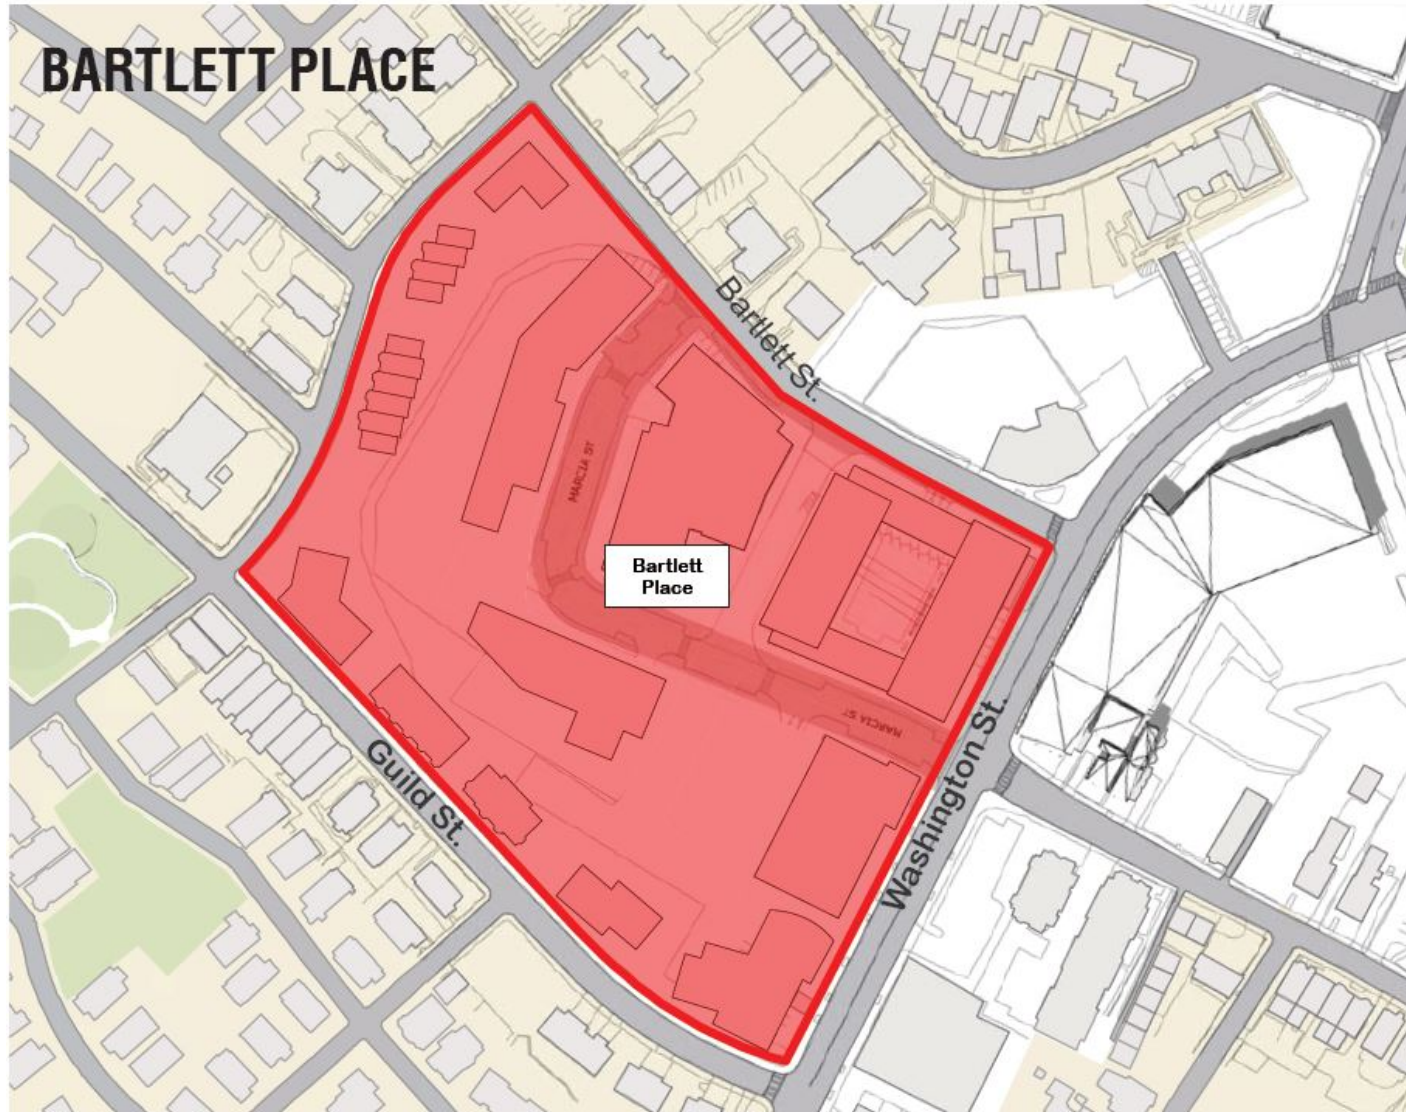 BARTLETT PLACE
Bartlett St.
MARCIA ST
Bartlett
Place
MARCIA ST
Washington St.
Guild St.